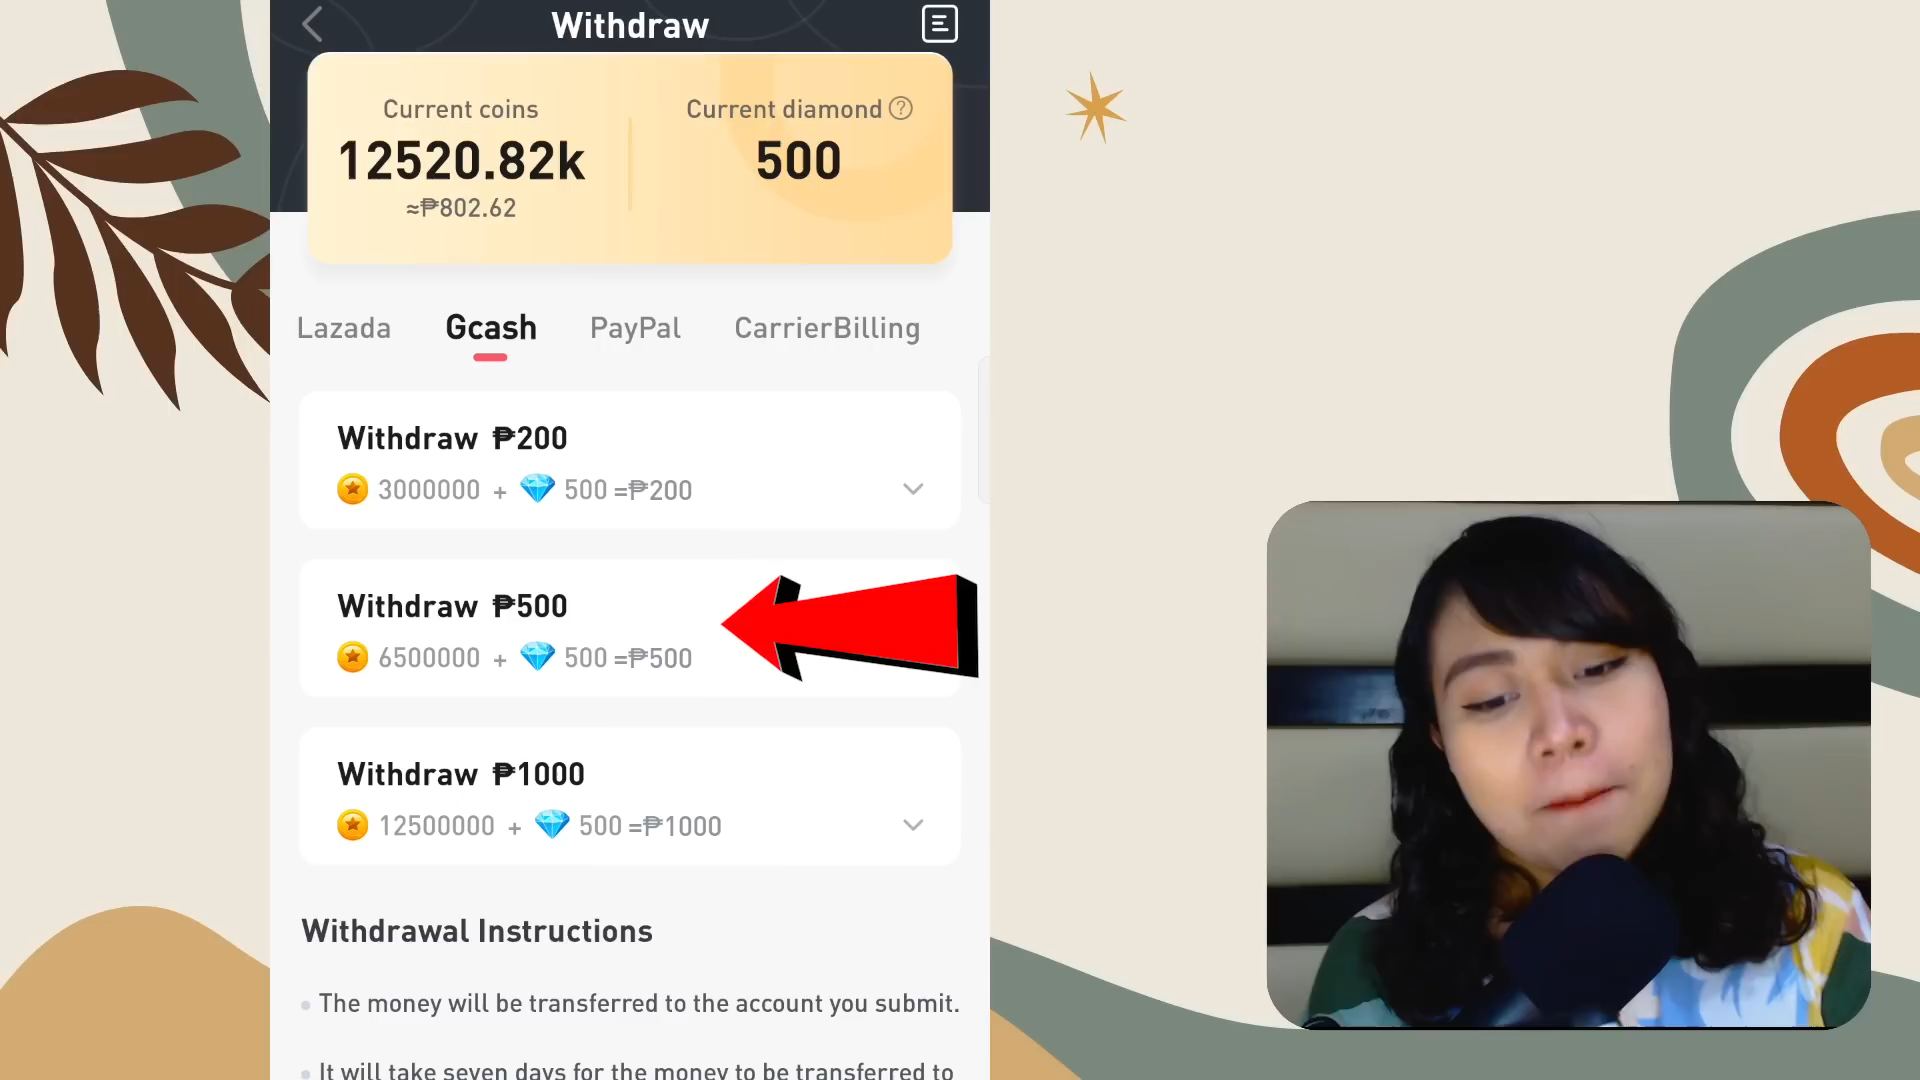 Withdraw
Current coins
Current diamond ?
12520.82k
500
≈₱802.62
Lazada Gcash PayPal CarrierBilling
Withdraw ₱200
3000000 + 500 =₱200
Withdraw ₱500
6500000 + 500 =₱500
Withdraw ₱1000
12500000 + 500 =₱1000
Withdrawal Instructions
The money will be transferred to the account you submit.
It will take seven days for the money to be transferred to